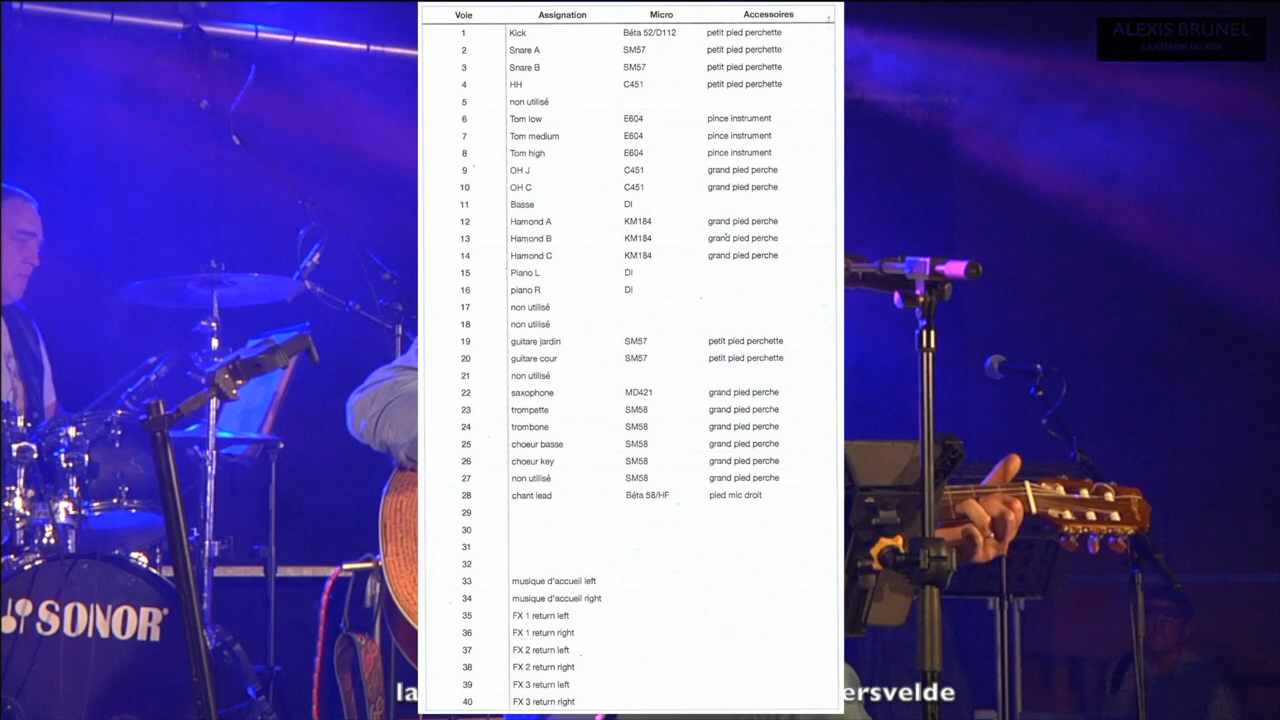 Voie Assignation Micro Accessoires
1 Kick Béta 52/D112 petit pied perchette
2 Snare A SM57 petit pied perchette
3 Snare B SM57 petit pied perchette
4 HH C451 petit pied perchette
5 non utilisé
6 Tom low E604 pince instrument
7 Tom medium E604 pince instrument
8 Tom high E604 pince instrument
9 OH J C451 grand pied perche
10 OH C C451 grand pied perche
11 Basse DI
12 Hamond A KM184 grand pied perche
13 Hamond B KM184 grand pied perche
14 Hamond C KM184 grand pied perche
15 Piano L DI
16 piano R DI
17 non utilisé
18 non utilisé
19 guitare jardin SM57 petit pied perchette
20 guitare cour SM57 petit pied perchette
21 non utilisé
22 saxophone MD421 grand pied perche
23 trompette SM58 grand pied perche
24 trombone SM58 grand pied perche
25 choeur basse SM58 grand pied perche
26 choeur key SM58 grand pied perche
27 non utilisé SM58 grand pied perche
28 chant lead Béta 58/HF pied mic droit
29
30
31
32
33 musique d'accueil left
34 musique d'accueil right
35 FX 1 return left
36 FX 1 return right
37 FX 2 return left
38 FX 2 return right
39 FX 3 return left
40 FX 3 return right
ALEXIS BRUNEL
LA CHAINE DU SON
SONOR
la ersvelde